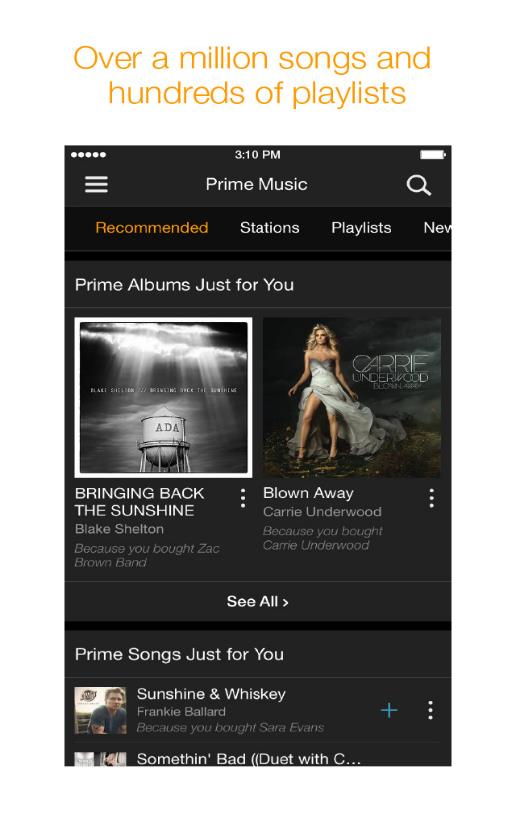 Over a million songs and
hundreds of playlists
3:10 PM
Prime Music
Recommended Stations Playlists New
Prime Albums Just for You
BLAKE SHELTON /// BRINGING BACK THE SUNSHINE
ADA
CARRIE
UNDERWOOD
BLOWN AWAY
BRINGING BACK
THE SUNSHINE
Blake Shelton
Because you bought Zac
Brown Band
Blown Away
Carrie Underwood
Because you bought
Carrie Underwood
See All ›
Prime Songs Just for You
Sunshine & Whiskey
Frankie Ballard
Because you bought Sara Evans
Somethin' Bad ((Duet with C...